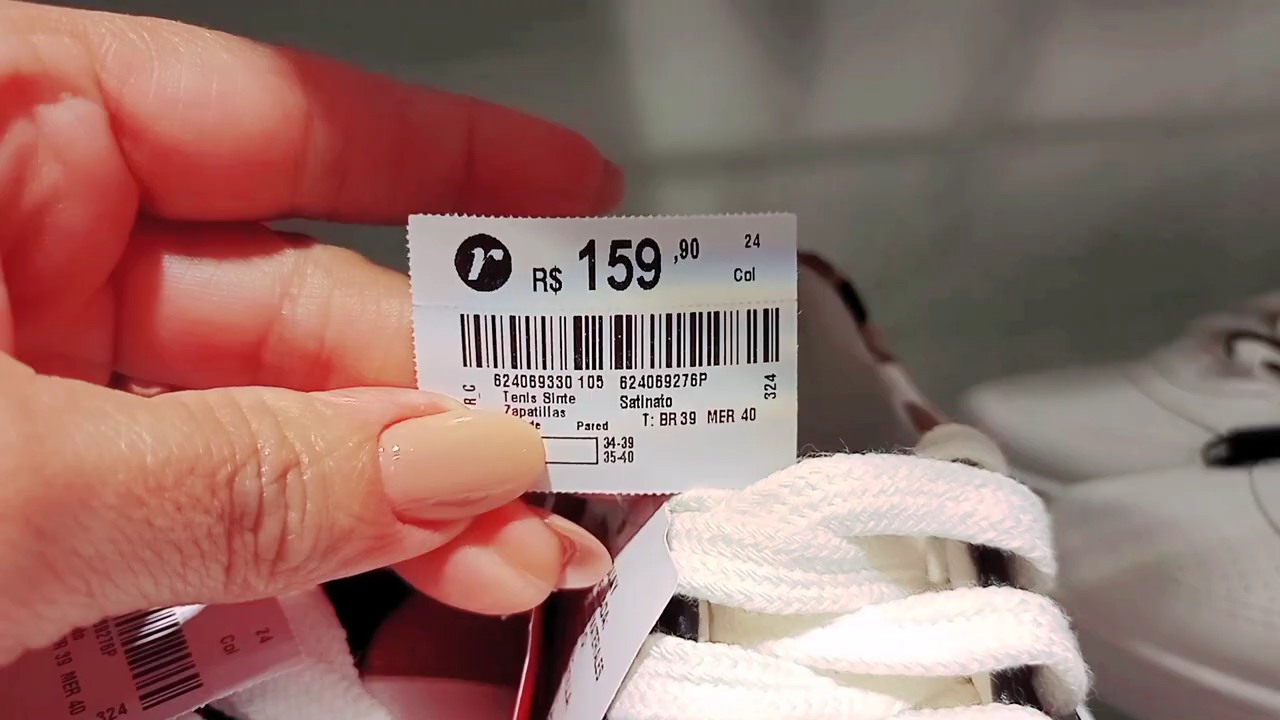 r R$ 159,90 24
Col
624069330 105 624069276P
Tenis Sinte Satinato
Zapatillas T: BR 39 MER 40
Pared
34-39
35-40
324
24
Col
39 MER 40
324